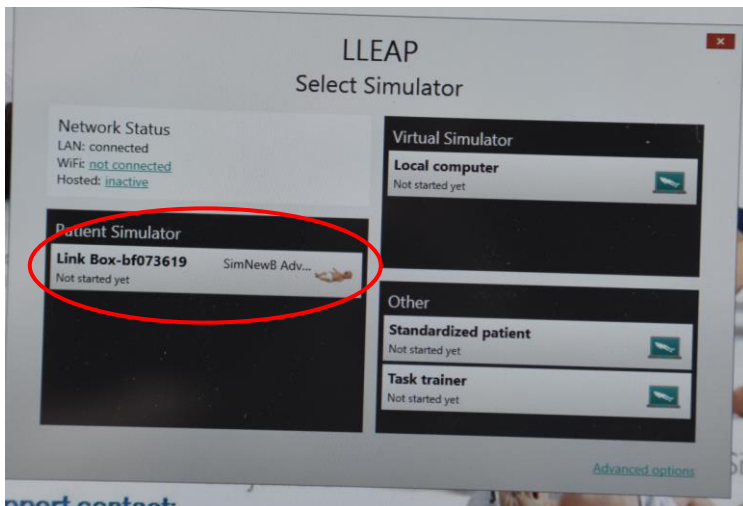 LLEAP
Select Simulator
Network Status
LAN: connected
WiFi: not connected
Hosted: inactive
Patient Simulator
Link Box-bf073619 SimNewB Adv...
Not started yet
Virtual Simulator
Local computer
Not started yet
Other
Standardized patient
Not started yet
Task trainer
Not started yet
Advanced options